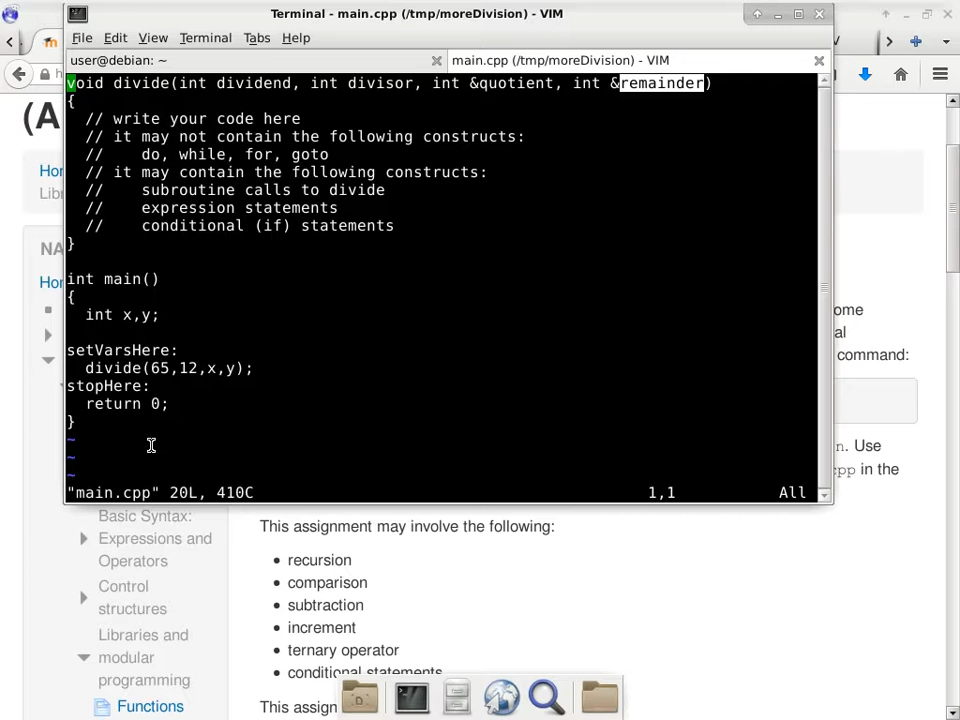 Terminal - main.cpp (/tmp/moreDivision) - VIM
File Edit View Terminal Tabs Help
user@debian: ~
main.cpp (/tmp/moreDivision) - VIM
void divide(int dividend, int divisor, int &quotient, int &remainder)
{
// write your code here
// it may not contain the following constructs:
//    do, while, for, goto
// it may contain the following constructs:
//    subroutine calls to divide
//    expression statements
//    conditional (if) statements
}
int main()
{
int x,y;
setVarsHere:
divide(65,12,x,y);
stopHere:
return 0;
}
~
~
~
"main.cpp" 20L, 410C 1,1 All
(A
Hor
Libr
NA
Hor
ome
al
command:
n. Use
cpp in the
Basic Syntax:
Expressions and
Operators
Control
structures
Libraries and
modular
programming
Functions
This assignment may involve the following:
recursion
comparison
subtraction
increment
ternary operator
conditional statements
This assign